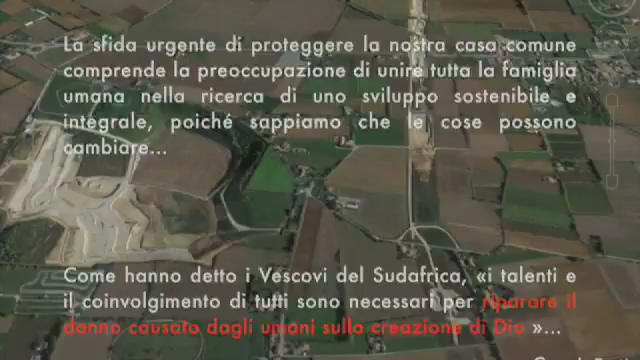 La sfida urgente di proteggere la nostra casa comune
comprende la preoccupazione di unire tutta la famiglia
umana nella ricerca di uno sviluppo sostenibile e
integrale, poiché sappiamo che le cose possono
cambiare...
Come hanno detto i Vescovi del Sudafrica, «i talenti e
il coinvolgimento di tutti sono necessari per riparare il
danno causato dagli umani sulla creazione di Dio »...